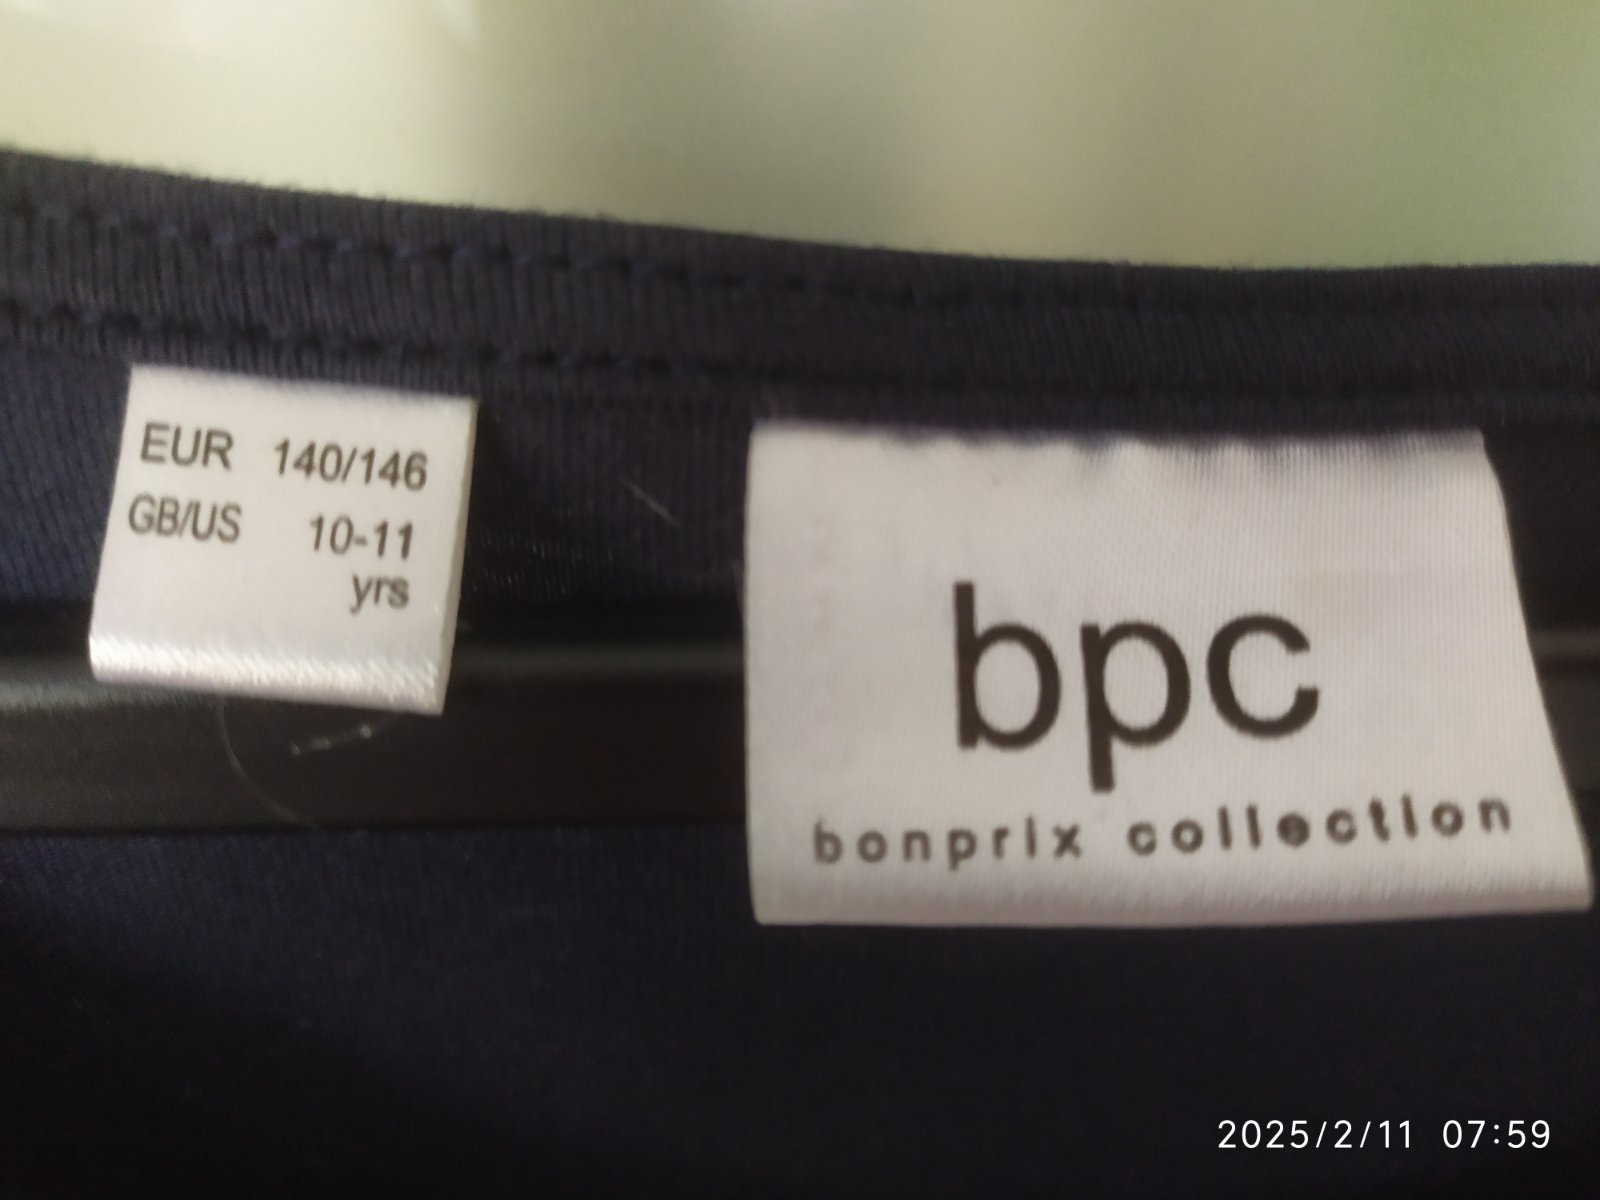 EUR 140/146
GB/US 10-11
yrs
bpc
bonprix collection
2025/2/11 07:59